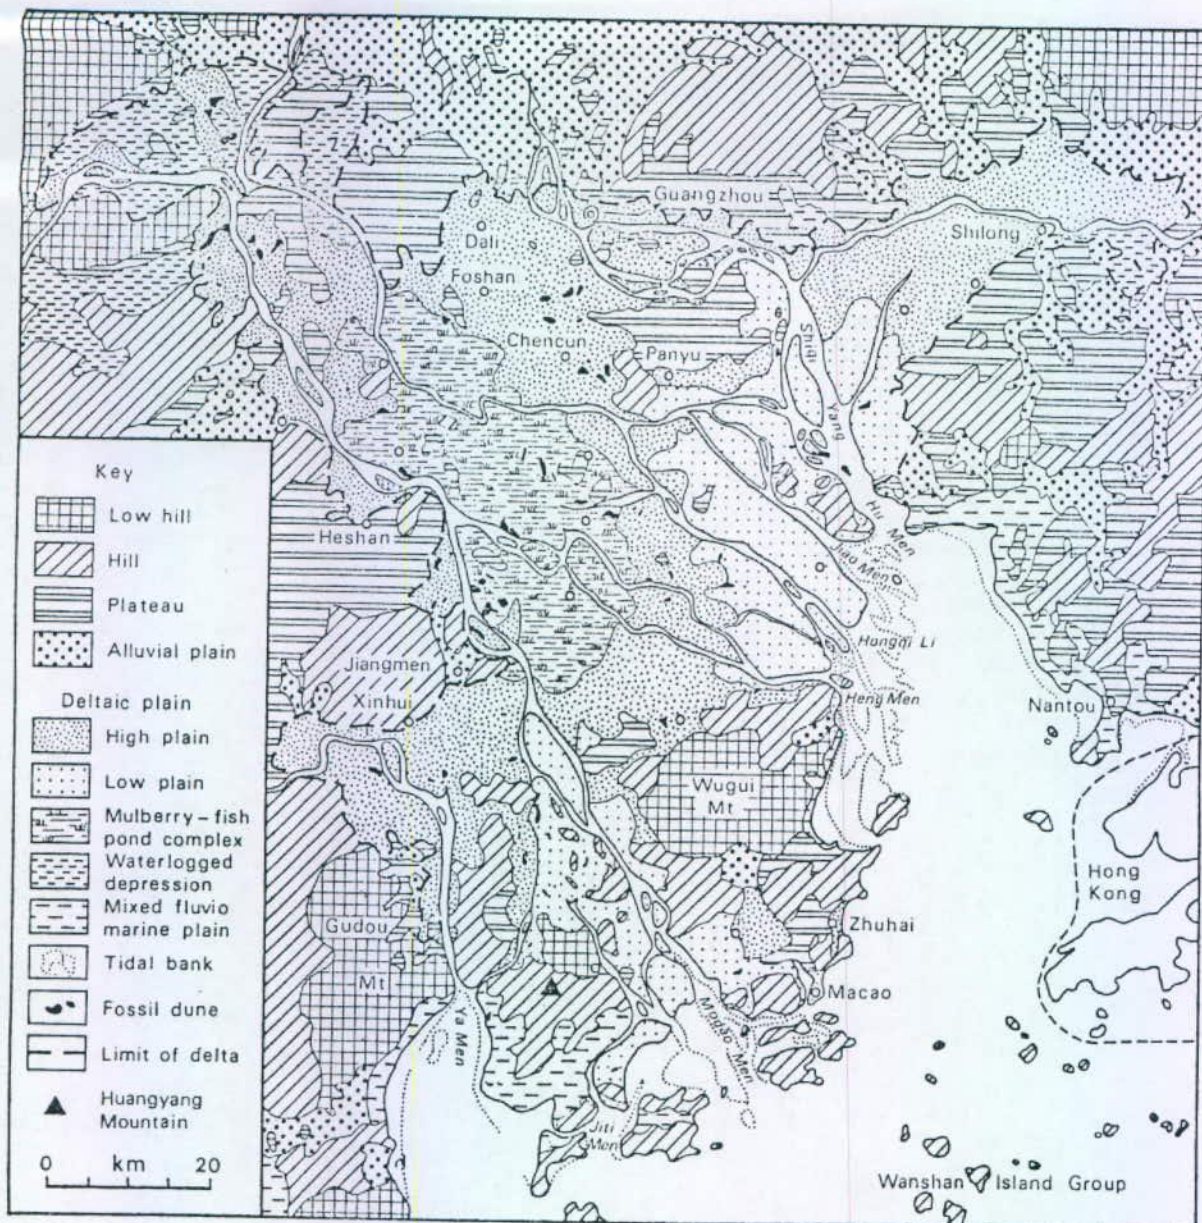 Guangzhou
Shilong
Dali
Foshan
Chencun
Panyu
Shizi
Yang
Hu Men
Jiao Men
Hongqi Li
Heng Men
Nantou
Heshan
Jiangmen
Xinhui
Wugui
Mt
Hong
Kong
Gudou
Mt
Zhuhai
Macao
Modao Men
Ya Men
Jiti
Men
Wanshan Island Group
Key
Low hill
Hill
Plateau
Alluvial plain
Deltaic plain
High plain
Low plain
Mulberry – fish
pond complex
Waterlogged
depression
Mixed fluvio
marine plain
Tidal bank
Fossil dune
Limit of delta
Huangyang
Mountain
0 km 20